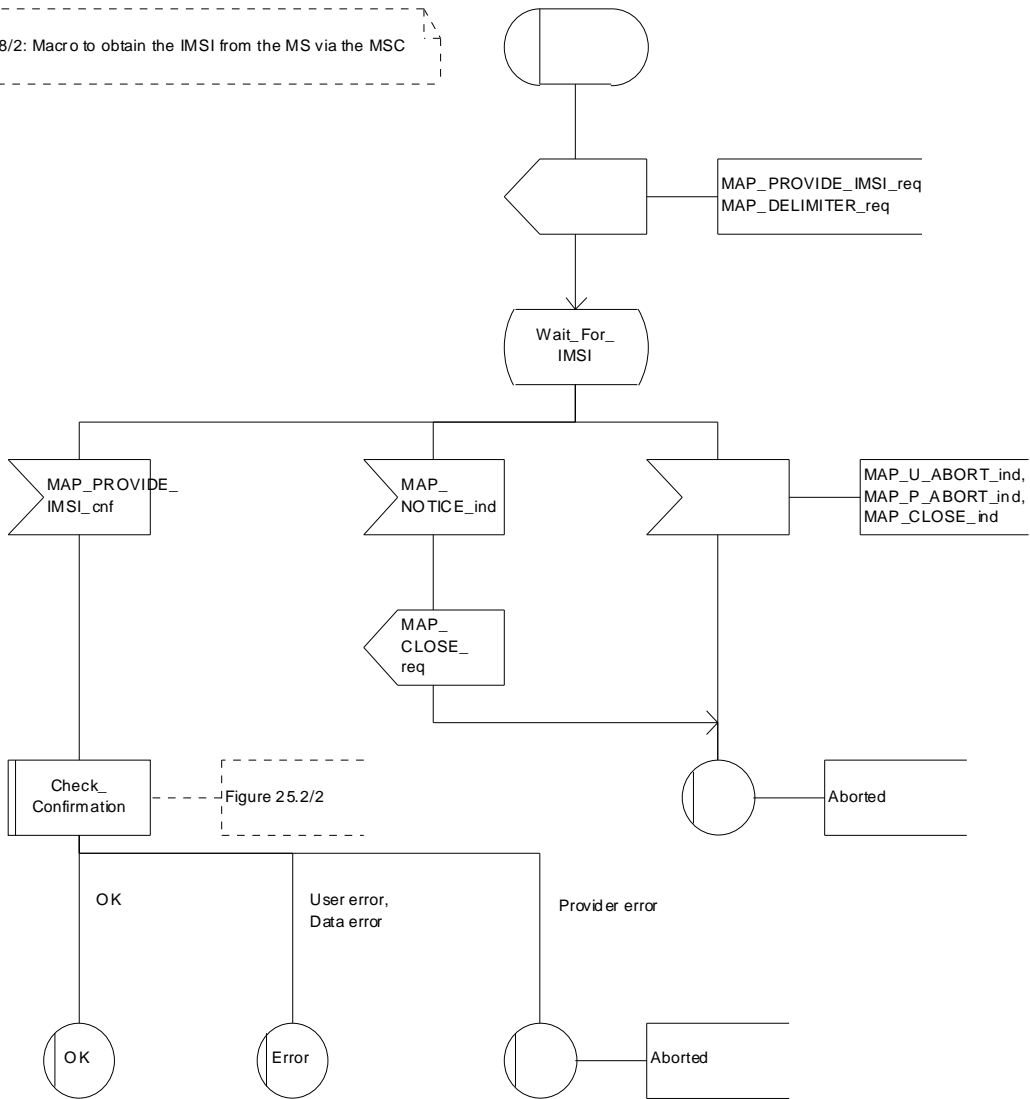 8/2: Macro to obtain the IMSI from the MS via the MSC
MAP_PROVIDE_IMSI_req
MAP_DELIMITER_req
Wait_For_
IMSI
MAP_PROVIDE_
IMSI_cnf
MAP_
NOTICE_ind
MAP_U_ABORT_ind,
MAP_P_ABORT_ind,
MAP_CLOSE_ind
MAP_
CLOSE_
req
Check_
Confirmation
Figure 25.2/2
Aborted
OK
User error,
Data error
Provider error
OK
Error
Aborted